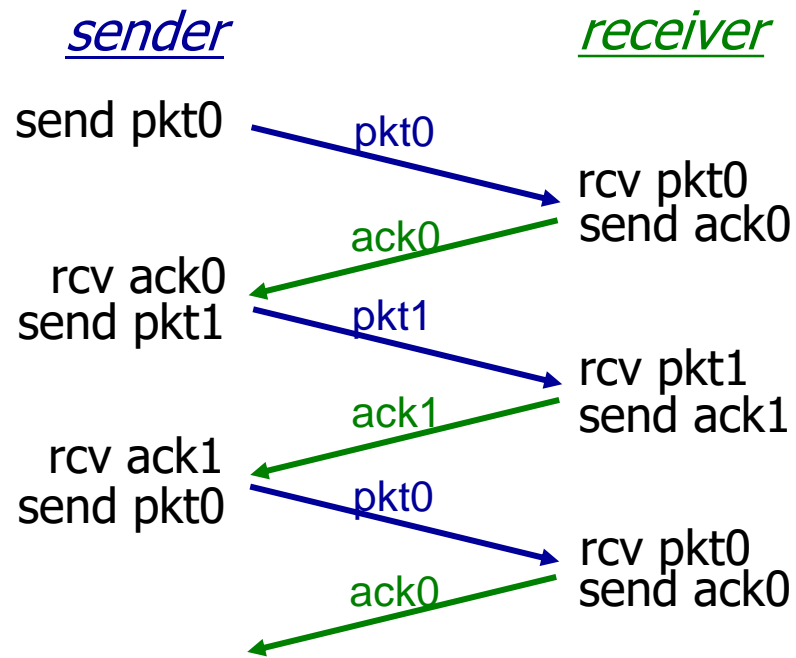 sender
receiver
send pkt0
pkt0
rcv pkt0
send ack0
ack0
rcv ack0
send pkt1
pkt1
rcv pkt1
send ack1
ack1
rcv ack1
send pkt0
pkt0
rcv pkt0
send ack0
ack0